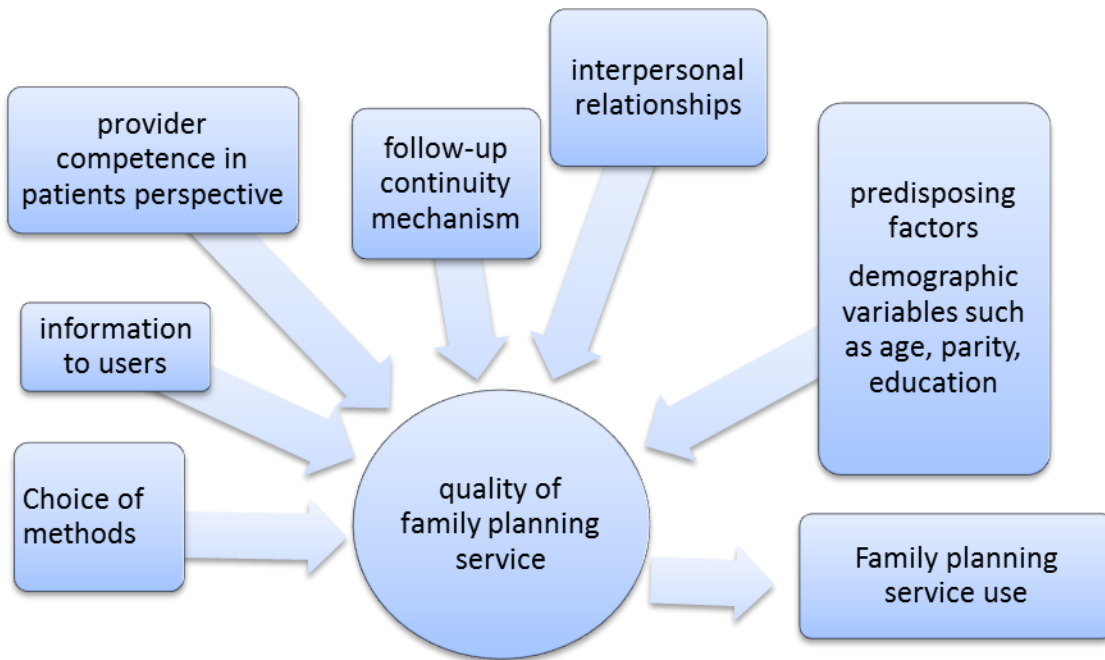 provider
competence in
patients perspective
follow-up
continuity
mechanism
interpersonal
relationships
predisposing
factors
demographic
variables such
as age, parity,
education
information
to users
Choice of
methods
quality of
family planning
service
Family planning
service use